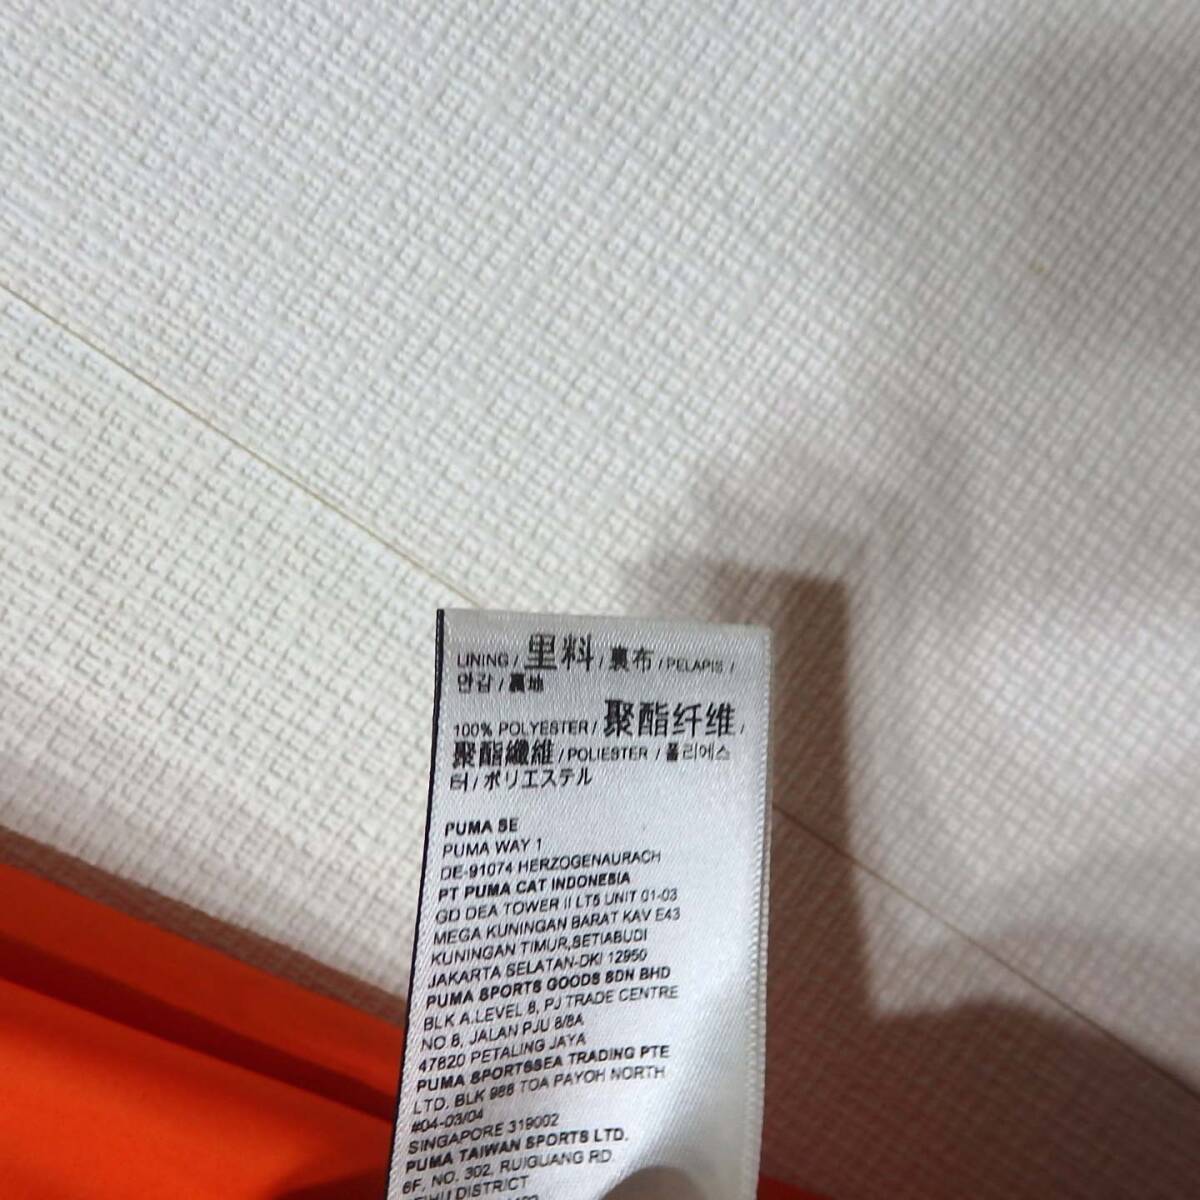 LINING / 里料 / 裏布 / PELAPIS /
안감 / 裏地
100% POLYESTER / 聚酯纤维 /
聚酯纖維 / POLIESTER / 폴리에스
터 / ポリエステル
PUMA SE
PUMA WAY 1
DE-91074 HERZOGENAURACH
PT PUMA CAT INDONESIA
GD DEA TOWER II LT5 UNIT 01-03
MEGA KUNINGAN BARAT KAV E43
KUNINGAN TIMUR,SETIABUDI
JAKARTA SELATAN-DKI 12950
PUMA SPORTS GOODS SDN BHD
BLK A.LEVEL 8, PJ TRADE CENTRE
NO 8, JALAN PJU 8/8A
47820 PETALING JAYA
PUMA SPORTSSEA TRADING PTE
LTD. BLK 988 TOA PAYOH NORTH
#04-03/04
SINGAPORE 319002
PUMA TAIWAN SPORTS LTD.
6F, NO. 302, RUIGUANG RD.
DISTRICT